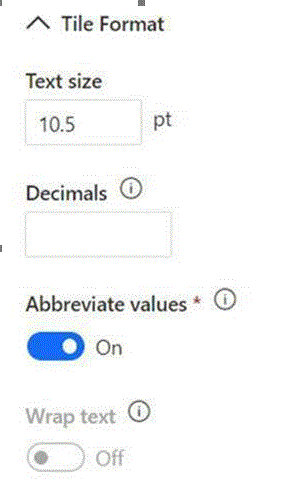 Tile Format
Text size
10.5 pt
Decimals
Abbreviate values *
On
Wrap text
Off